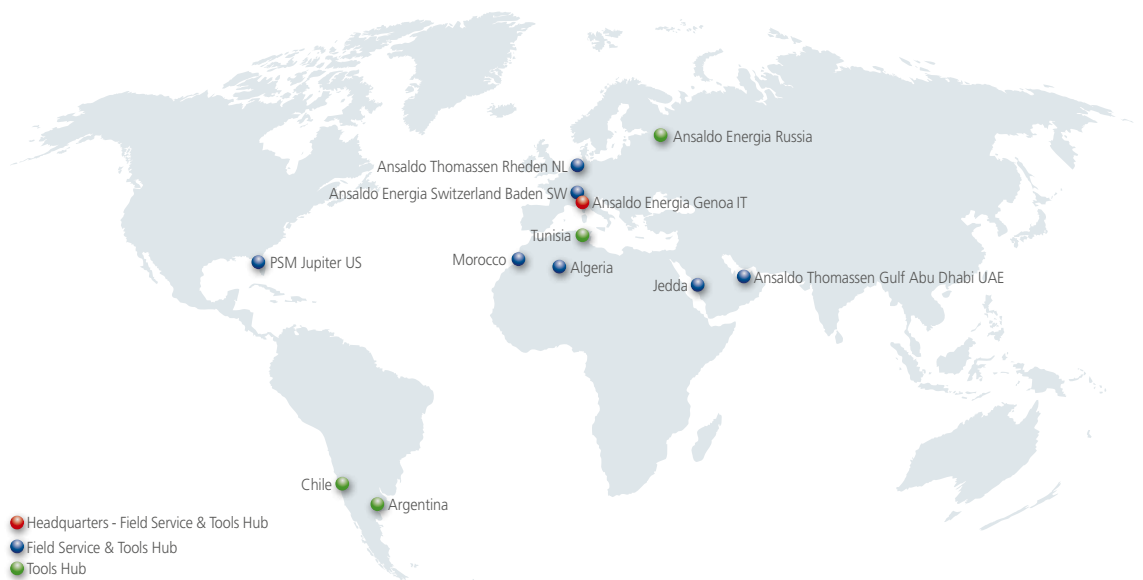 Ansaldo Energia Russia
Ansaldo Thomassen Rheden NL
Ansaldo Energia Switzerland Baden SW
Ansaldo Energia Genoa IT
Tunisia
Morocco
PSM Jupiter US
Algeria
Jedda
Ansaldo Thomassen Gulf Abu Dhabi UAE
Chile
Argentina
Headquarters - Field Service & Tools Hub
Field Service & Tools Hub
Tools Hub